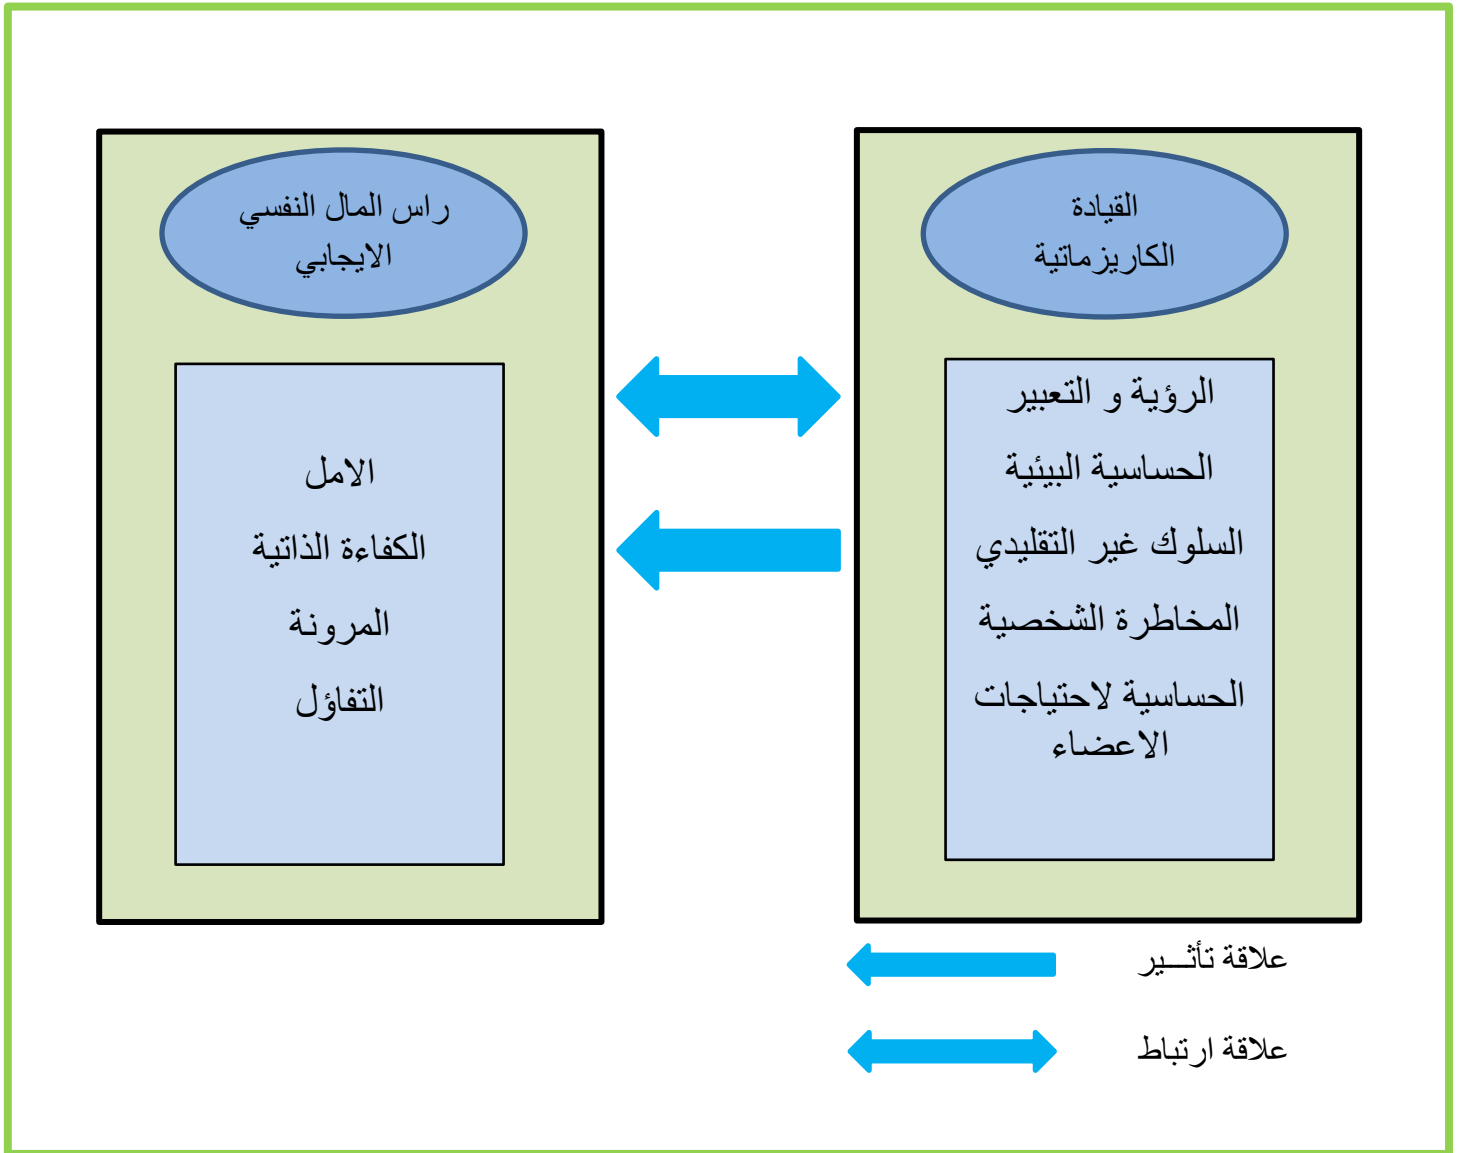 القيادة
الكاريزماتية
الرؤية و التعبير
الحساسية البيئية
السلوك غير التقليدي
المخاطرة الشخصية
الحساسية لاحتياجات
الاعضاء
راس المال النفسي
الايجابي
الامل
الكفاءة الذاتية
المرونة
التفاؤل
علاقة تأثـــير
علاقة ارتباط